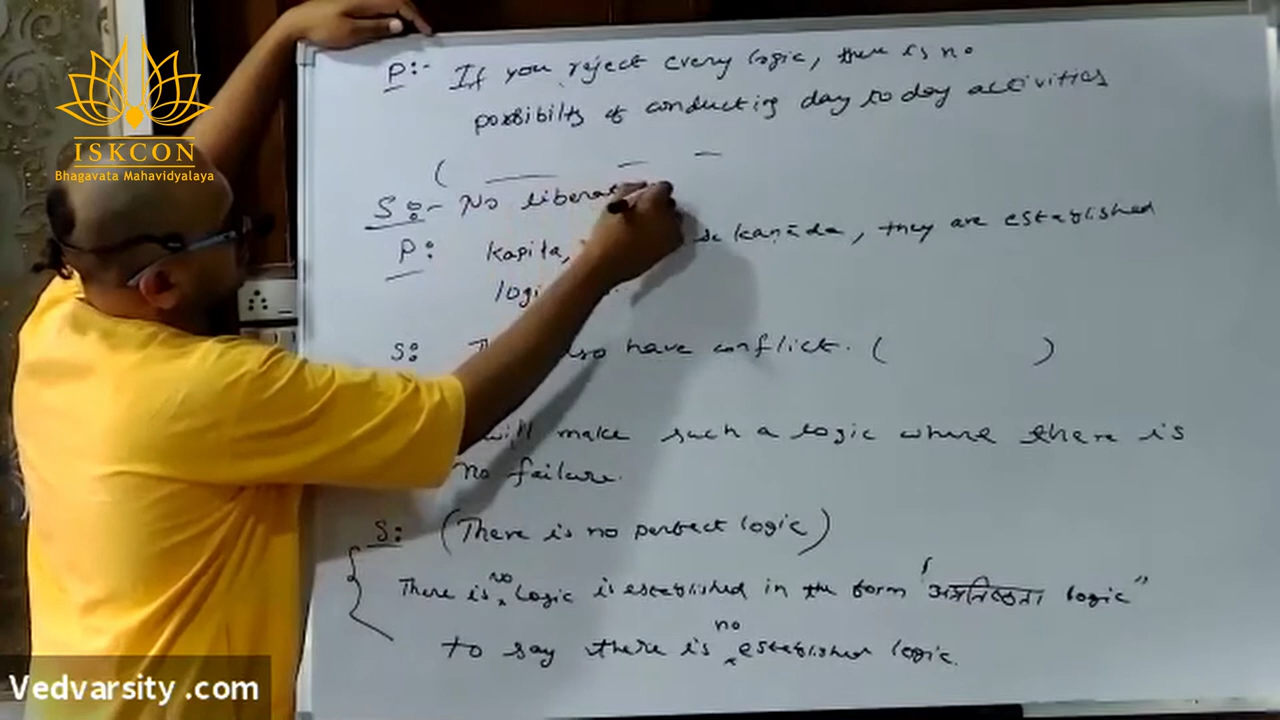 ISKCON
Bhagavata Mahavidyalaya
P:- If you reject every logic, there is no
possibilty of conducting day to day activities
(
S:- No libera
P: Kapila, kaṇāda, they are established
logi
S: also have conflict. ( )
will make such a logic where there is
no failure.
S: (There is no perfect logic)
There is no logic is established in the form "अप्रतिष्ठता logic"
to say there is no established logic.
Vedvarsity .com